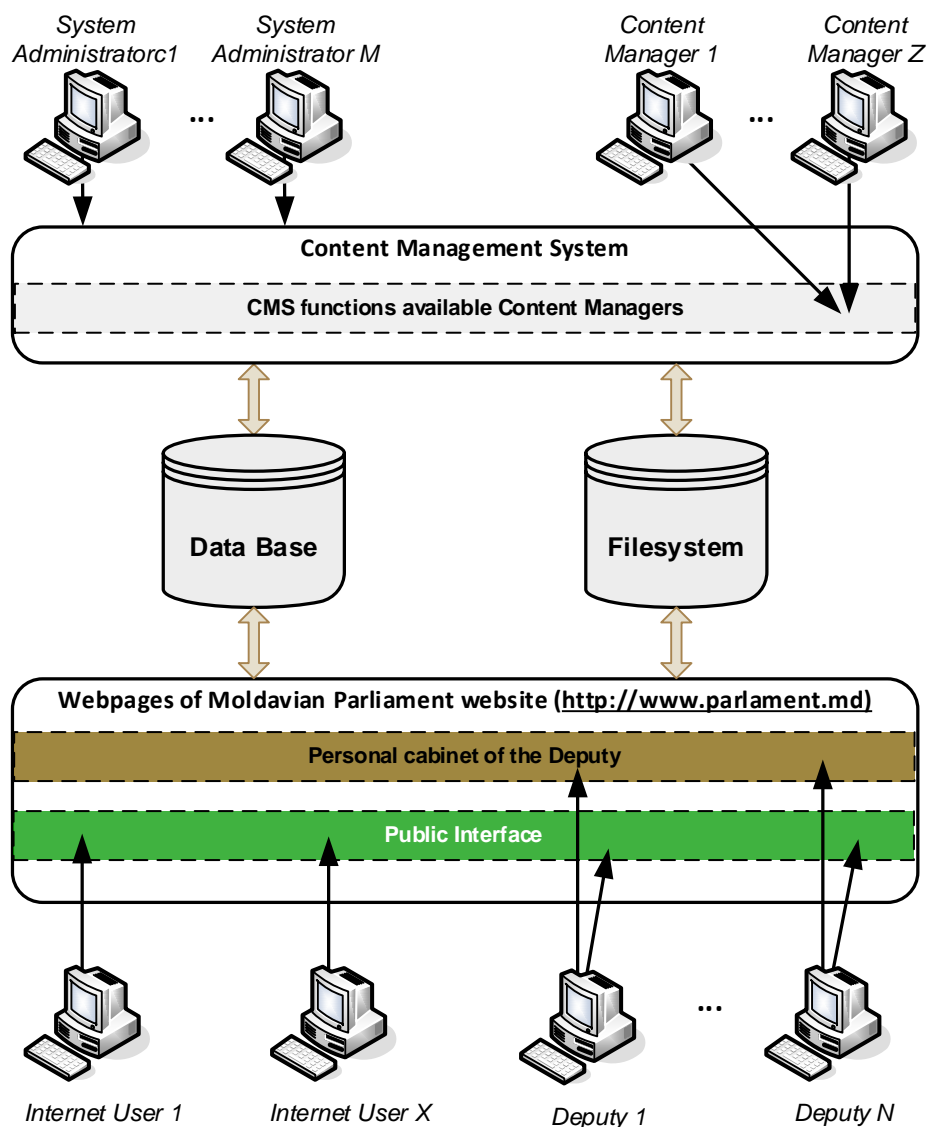 System
Administratorc1
System
Administrator M
Content
Manager 1
Content
Manager Z
...
...
Content Management System
CMS functions available Content Managers
Data Base
Filesystem
Webpages of Moldavian Parliament website (http://www.parlament.md)
Personal cabinet of the Deputy
Public Interface
...
Internet User 1
Internet User X
Deputy 1
Deputy N